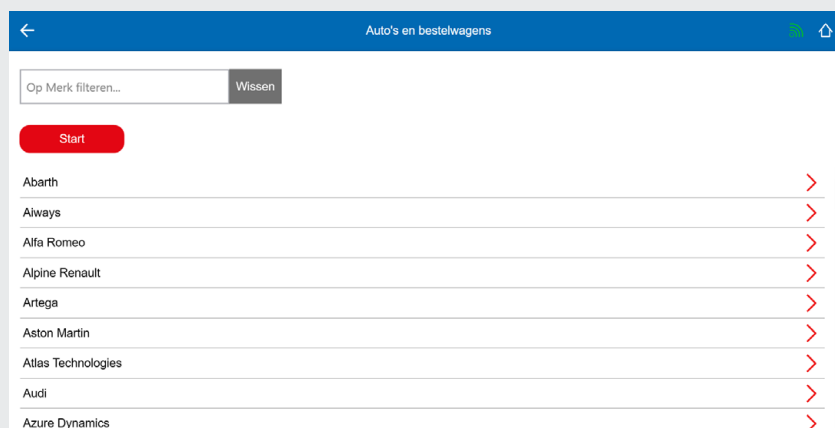 Auto's en bestelwagens
Op Merk filteren...
Wissen
Start
Abarth
Aiways
Alfa Romeo
Alpine Renault
Artega
Aston Martin
Atlas Technologies
Audi
Azure Dynamics